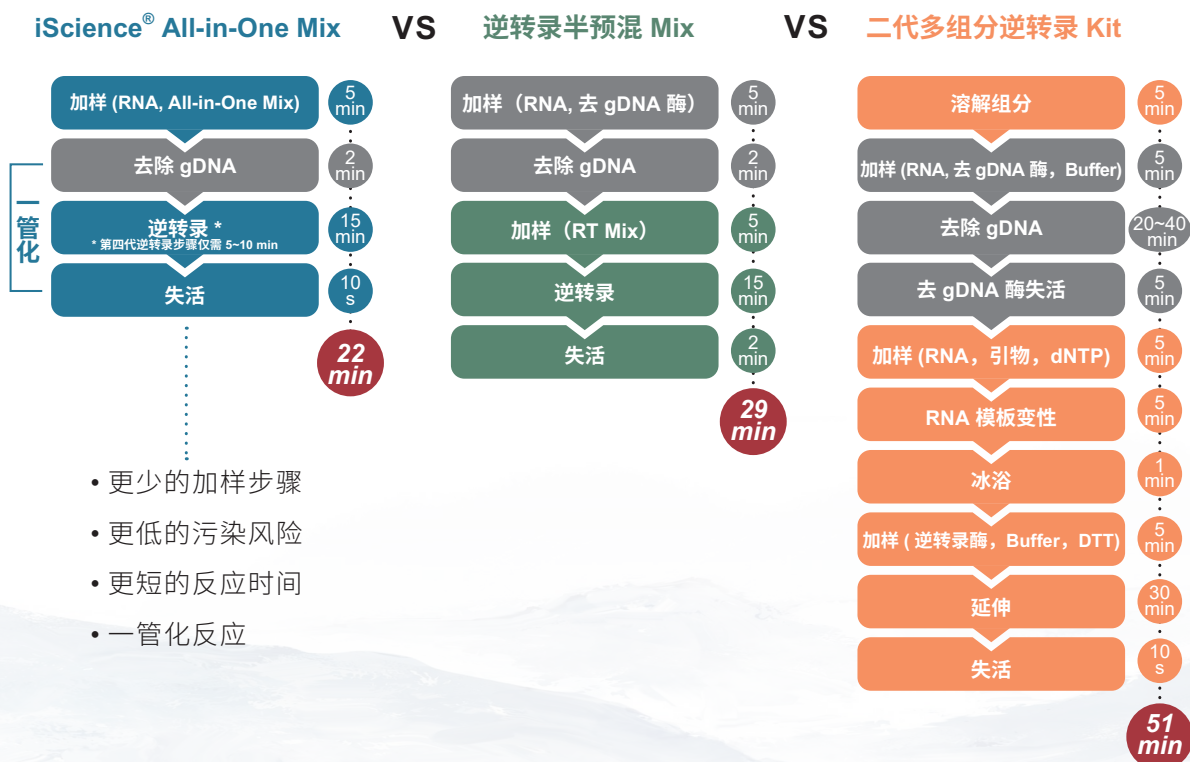 iScience® All-in-One Mix
加样 (RNA, All-in-One Mix)
5
min
去除 gDNA
2
min
逆转录 *
* 第四代逆转录步骤仅需 5~10 min
15
min
失活
10
s
一管化
22
min
• 更少的加样步骤
• 更低的污染风险
• 更短的反应时间
• 一管化反应
VS
逆转录半预混 Mix
加样（RNA, 去 gDNA 酶）
5
min
去除 gDNA
2
min
加样（RT Mix）
5
min
逆转录
15
min
失活
2
min
29
min
VS
二代多组分逆转录 Kit
溶解组分
5
min
加样 (RNA, 去 gDNA 酶，Buffer)
5
min
去除 gDNA
20~40
min
去 gDNA 酶失活
5
min
加样 (RNA，引物，dNTP)
5
min
RNA 模板变性
5
min
冰浴
1
min
加样 ( 逆转录酶，Buffer，DTT)
5
min
延伸
30
min
失活
10
s
51
min